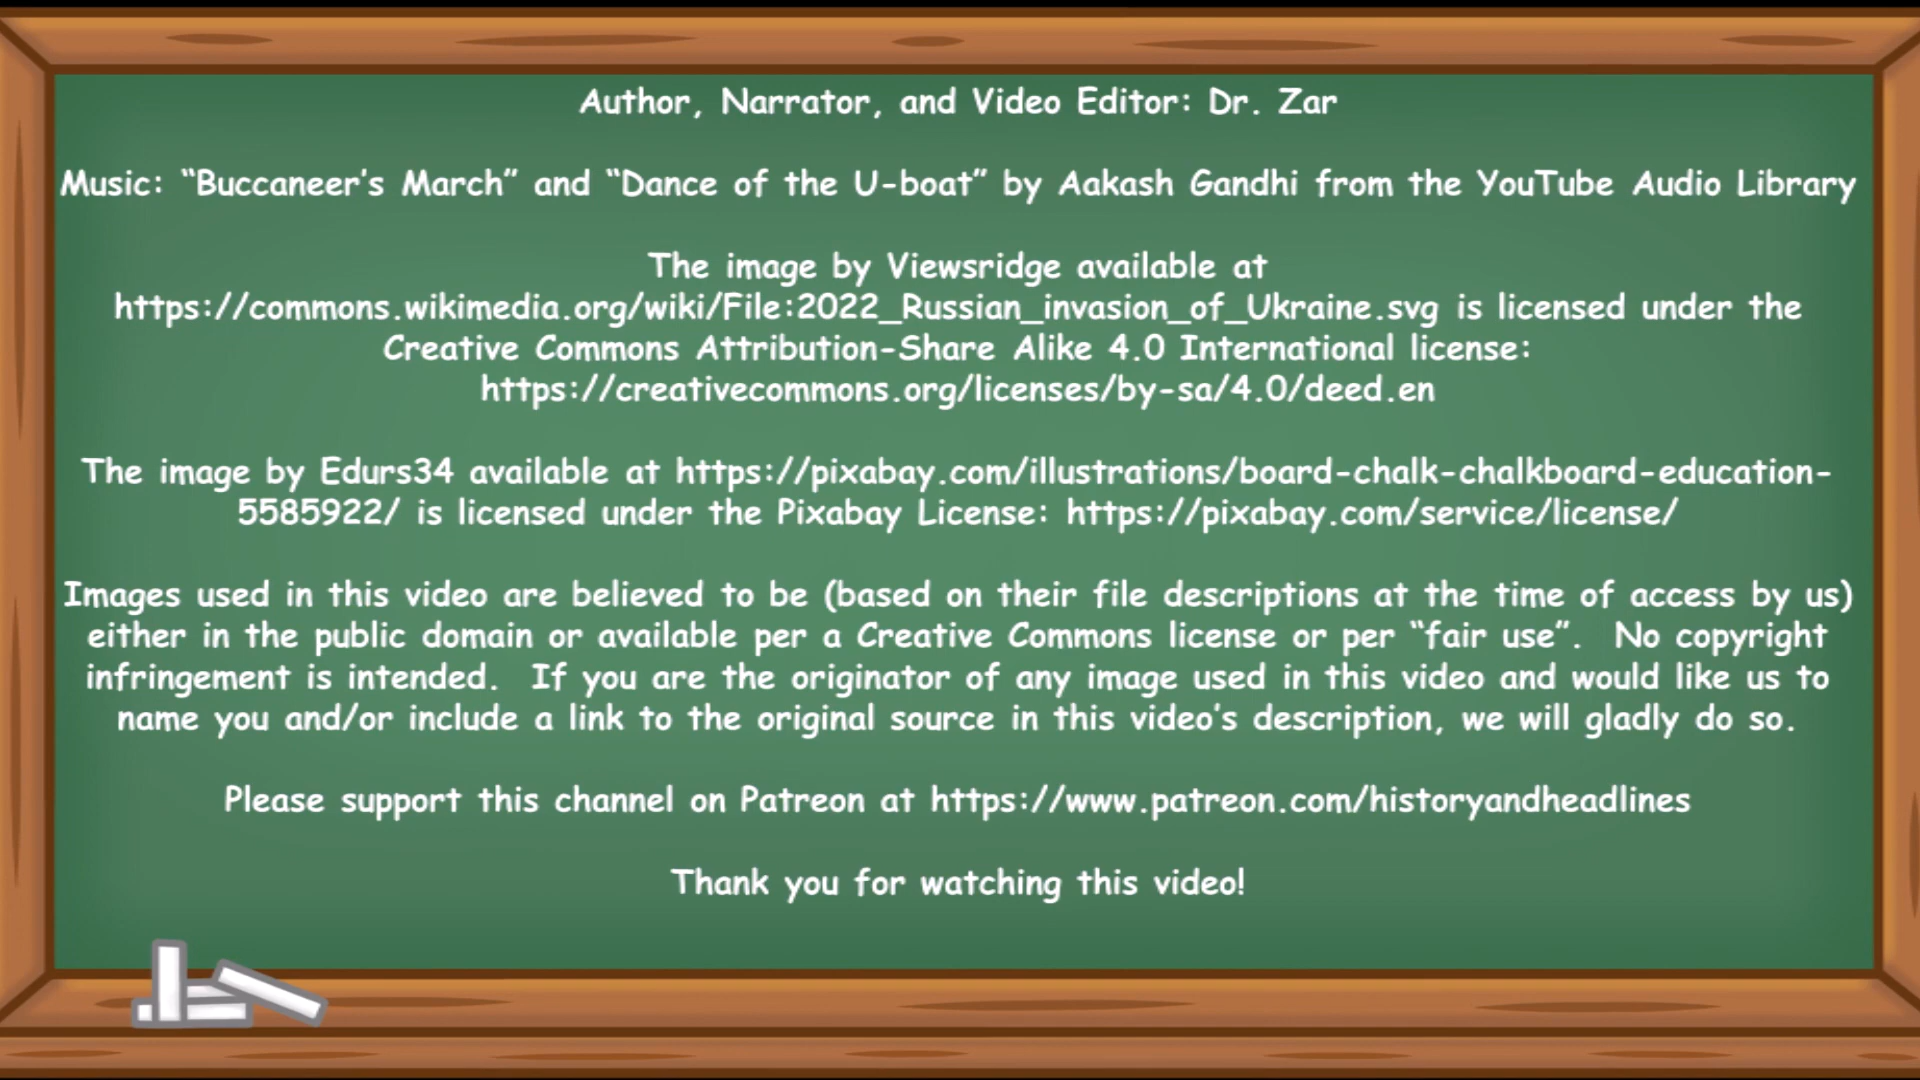 Author, Narrator, and Video Editor: Dr. Zar
Music: “Buccaneer’s March” and “Dance of the U-boat” by Aakash Gandhi from the YouTube Audio Library
The image by Viewsridge available at
https://commons.wikimedia.org/wiki/File:2022_Russian_invasion_of_Ukraine.svg is licensed under the
Creative Commons Attribution-Share Alike 4.0 International license:
https://creativecommons.org/licenses/by-sa/4.0/deed.en
The image by Edurs34 available at https://pixabay.com/illustrations/board-chalk-chalkboard-education-
5585922/ is licensed under the Pixabay License: https://pixabay.com/service/license/
Images used in this video are believed to be (based on their file descriptions at the time of access by us)
either in the public domain or available per a Creative Commons license or per “fair use”.  No copyright
infringement is intended.  If you are the originator of any image used in this video and would like us to
name you and/or include a link to the original source in this video’s description, we will gladly do so.
Please support this channel on Patreon at https://www.patreon.com/historyandheadlines
Thank you for watching this video!